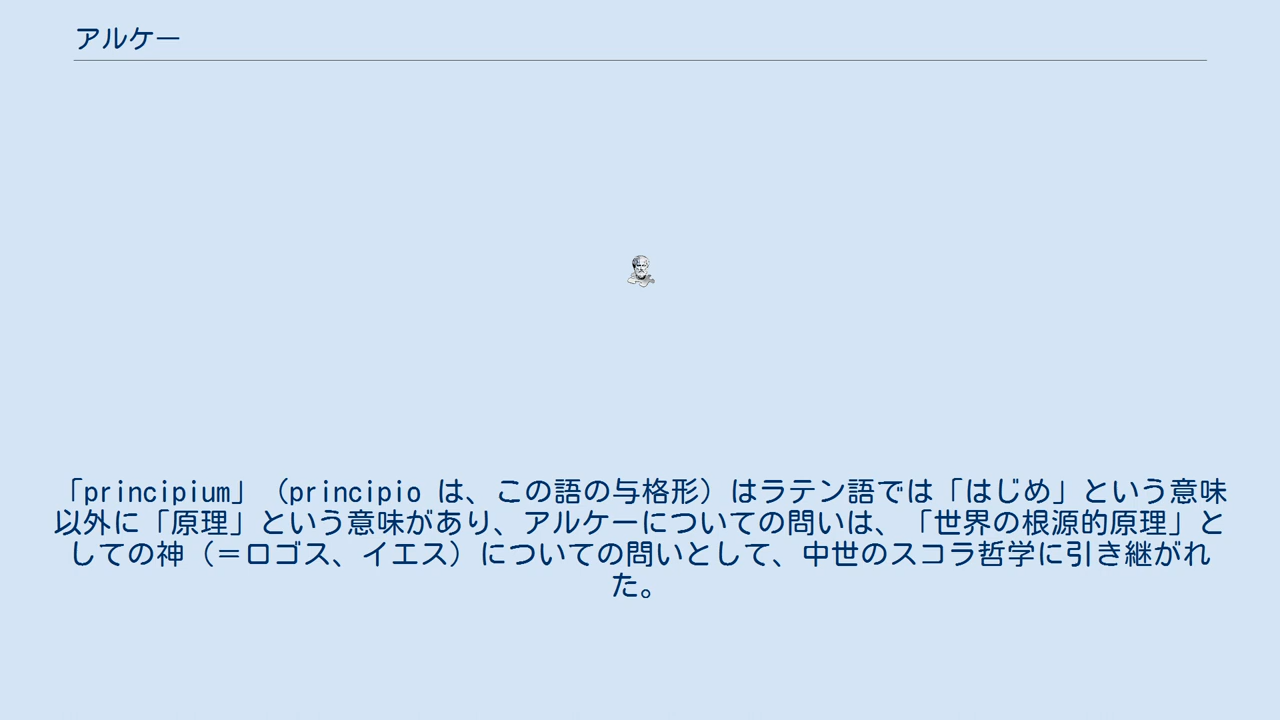 アルケー
「principium」（principio は、この語の与格形）はラテン語では「はじめ」という意味
以外に「原理」という意味があり、アルケーについての問いは、「世界の根源的原理」と
しての神（＝ロゴス、イエス）についての問いとして、中世のスコラ哲学に引き継がれ
た。